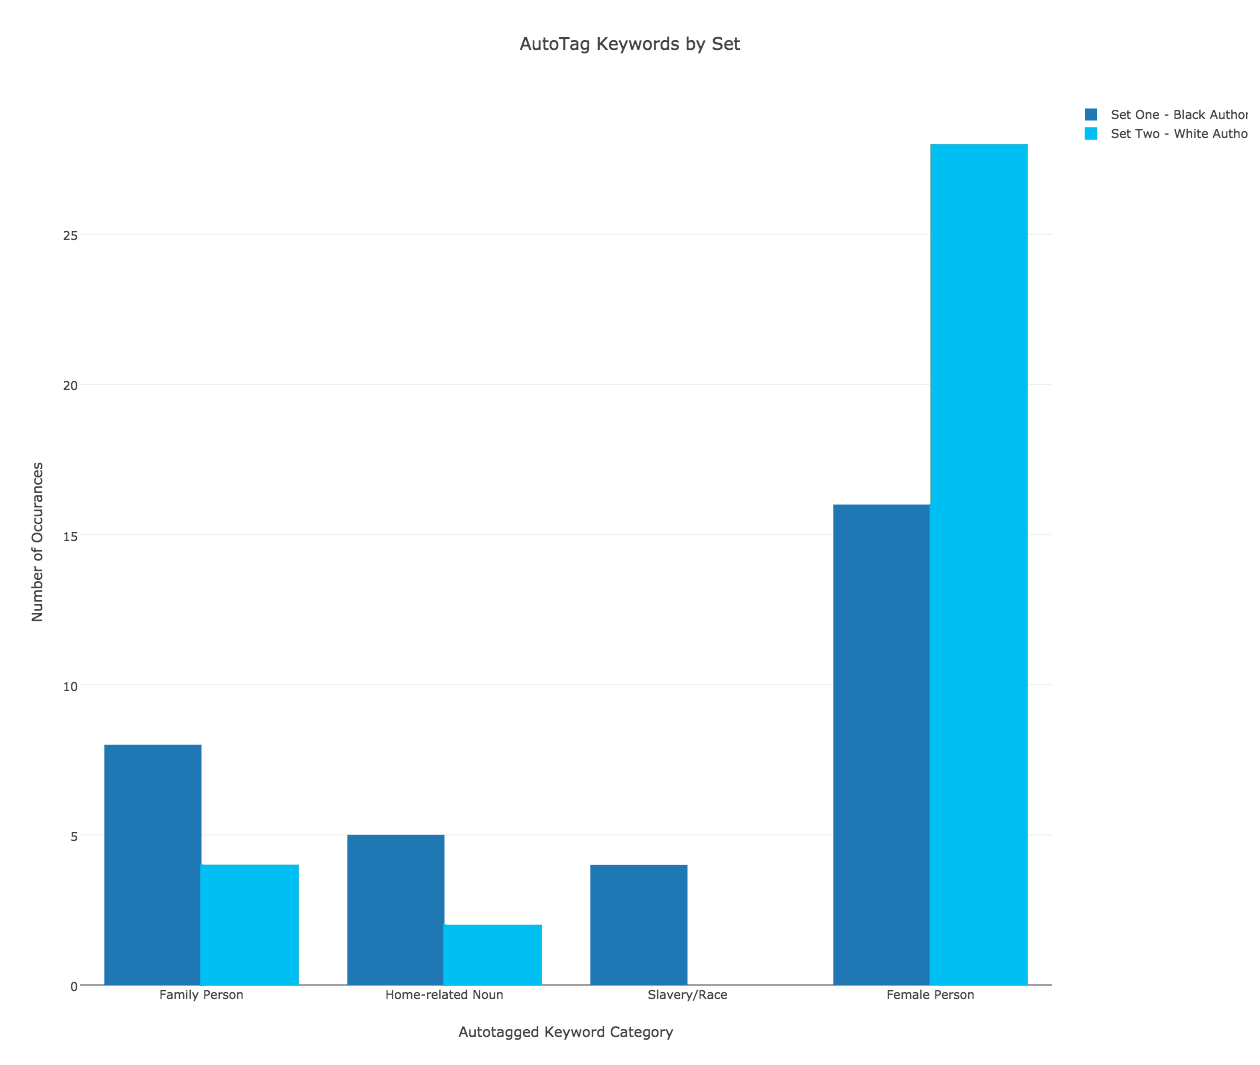 AutoTag Keywords by Set
Set One - Black Author
Set Two - White Autho
25
20
15
10
5
0
Number of Occurances
Family Person
Home-related Noun
Slavery/Race
Female Person
Autotagged Keyword Category